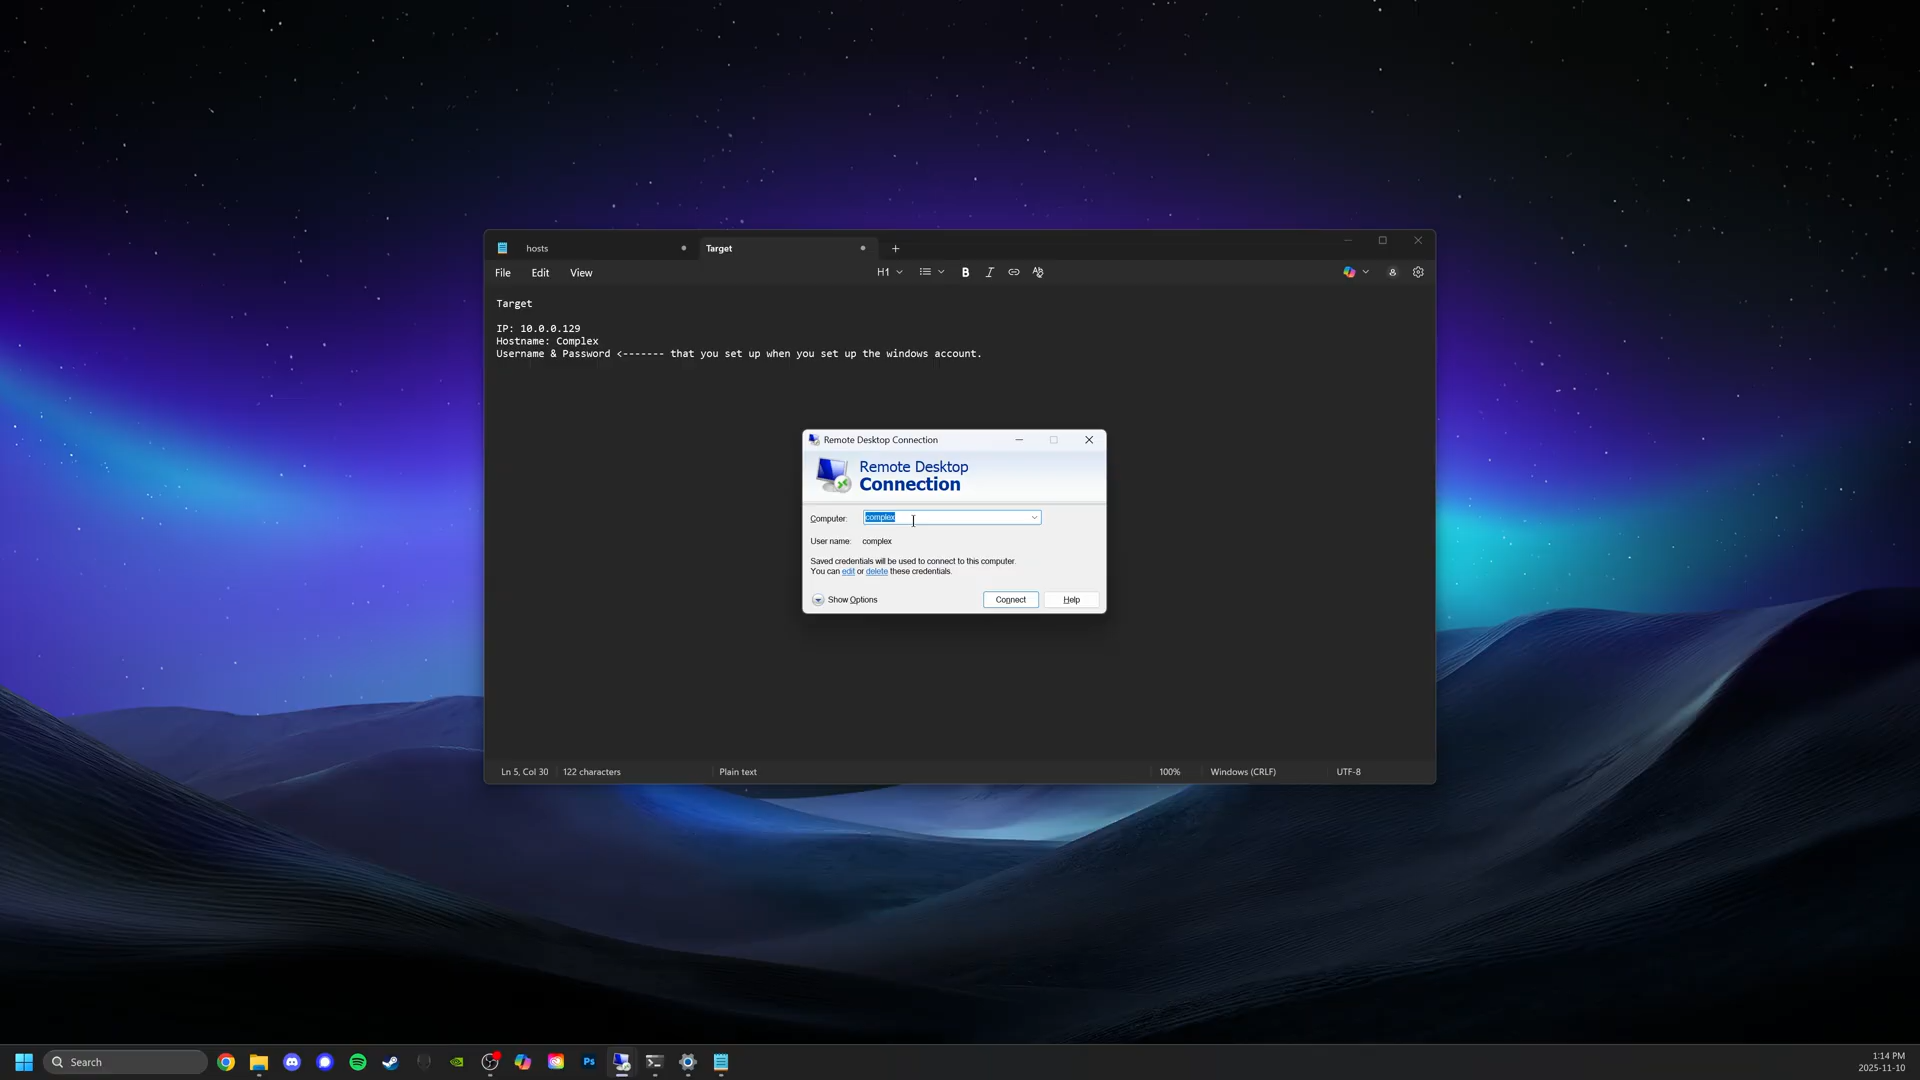 hosts
Target
File Edit View
H1
B
I
Target
IP: 10.0.0.129
Hostname: Complex
Username & Password <------- that you set up when you set up the windows account.
Remote Desktop Connection
Remote Desktop
Connection
Computer: complex
User name: complex
Saved credentials will be used to connect to this computer.
You can edit or delete these credentials.
Show Options
Connect
Help
Ln 5, Col 30
122 characters
Plain text
100%
Windows (CRLF)
UTF-8
Search
Ps
1:14 PM
2025-11-10